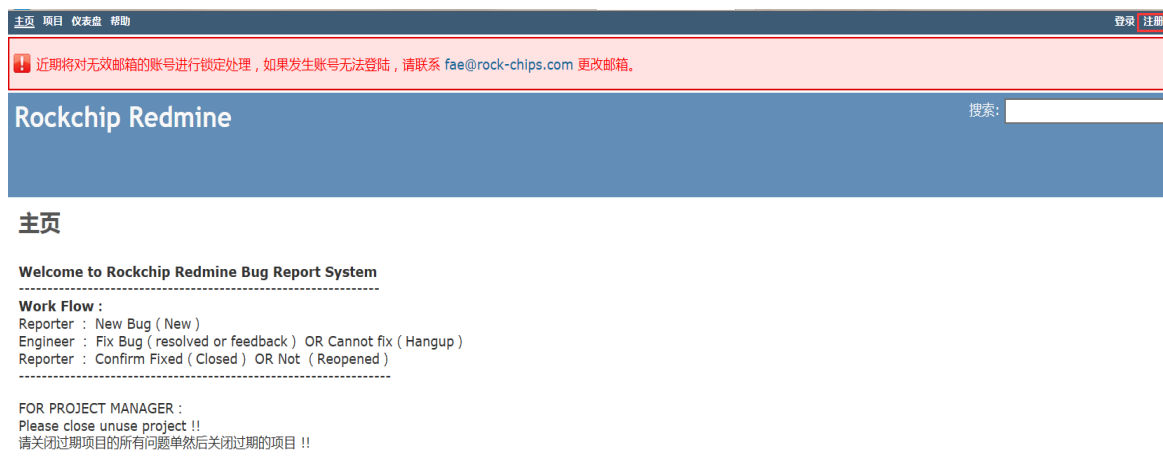 主页 项目 仪表盘 帮助 登录 注册
近期将对无效邮箱的账号进行锁定处理，如果发生账号无法登陆，请联系 fae@rock-chips.com 更改邮箱。
Rockchip Redmine 搜索:
主页
Welcome to Rockchip Redmine Bug Report System
---------------------------------------------------------------
Work Flow :
Reporter : New Bug ( New )
Engineer : Fix Bug ( resolved or feedback ) OR Cannot fix ( Hangup )
Reporter : Confirm Fixed ( Closed ) OR Not ( Reopened )
-----------------------------------------------------------------
FOR PROJECT MANAGER :
Please close unuse project !!
请关闭过期项目的所有问题单然后关闭过期的项目 !!